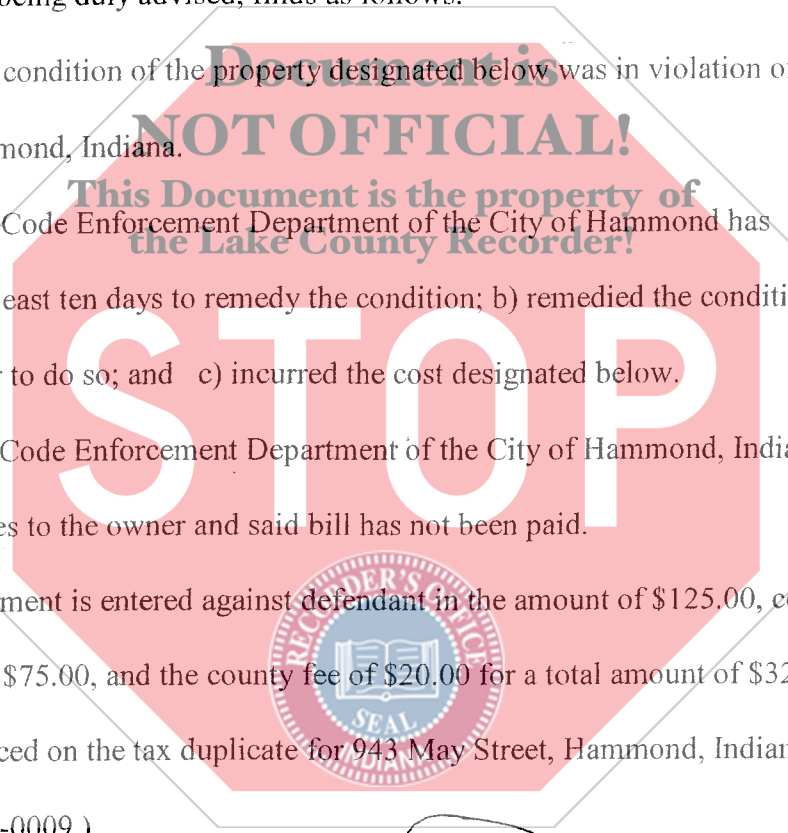 being duly advised, finds as follows:
Document is
condition of the property designated below was in violation of
NOT OFFICIAL!
mond, Indiana.
This Document is the property of
Code Enforcement Department of the City of Hammond has
the Lake County Recorder!
east ten days to remedy the condition; b) remedied the conditi
to do so; and c) incurred the cost designated below.
STOP
Code Enforcement Department of the City of Hammond, India
es to the owner and said bill has not been paid.
RECORDER'S OFFICE
ment is entered against defendant in the amount of $125.00, co
$75.00, and the county fee of $20.00 for a total amount of $32
SEAL
INDIANA
ced on the tax duplicate for 943 May Street, Hammond, Indian
-0009 )